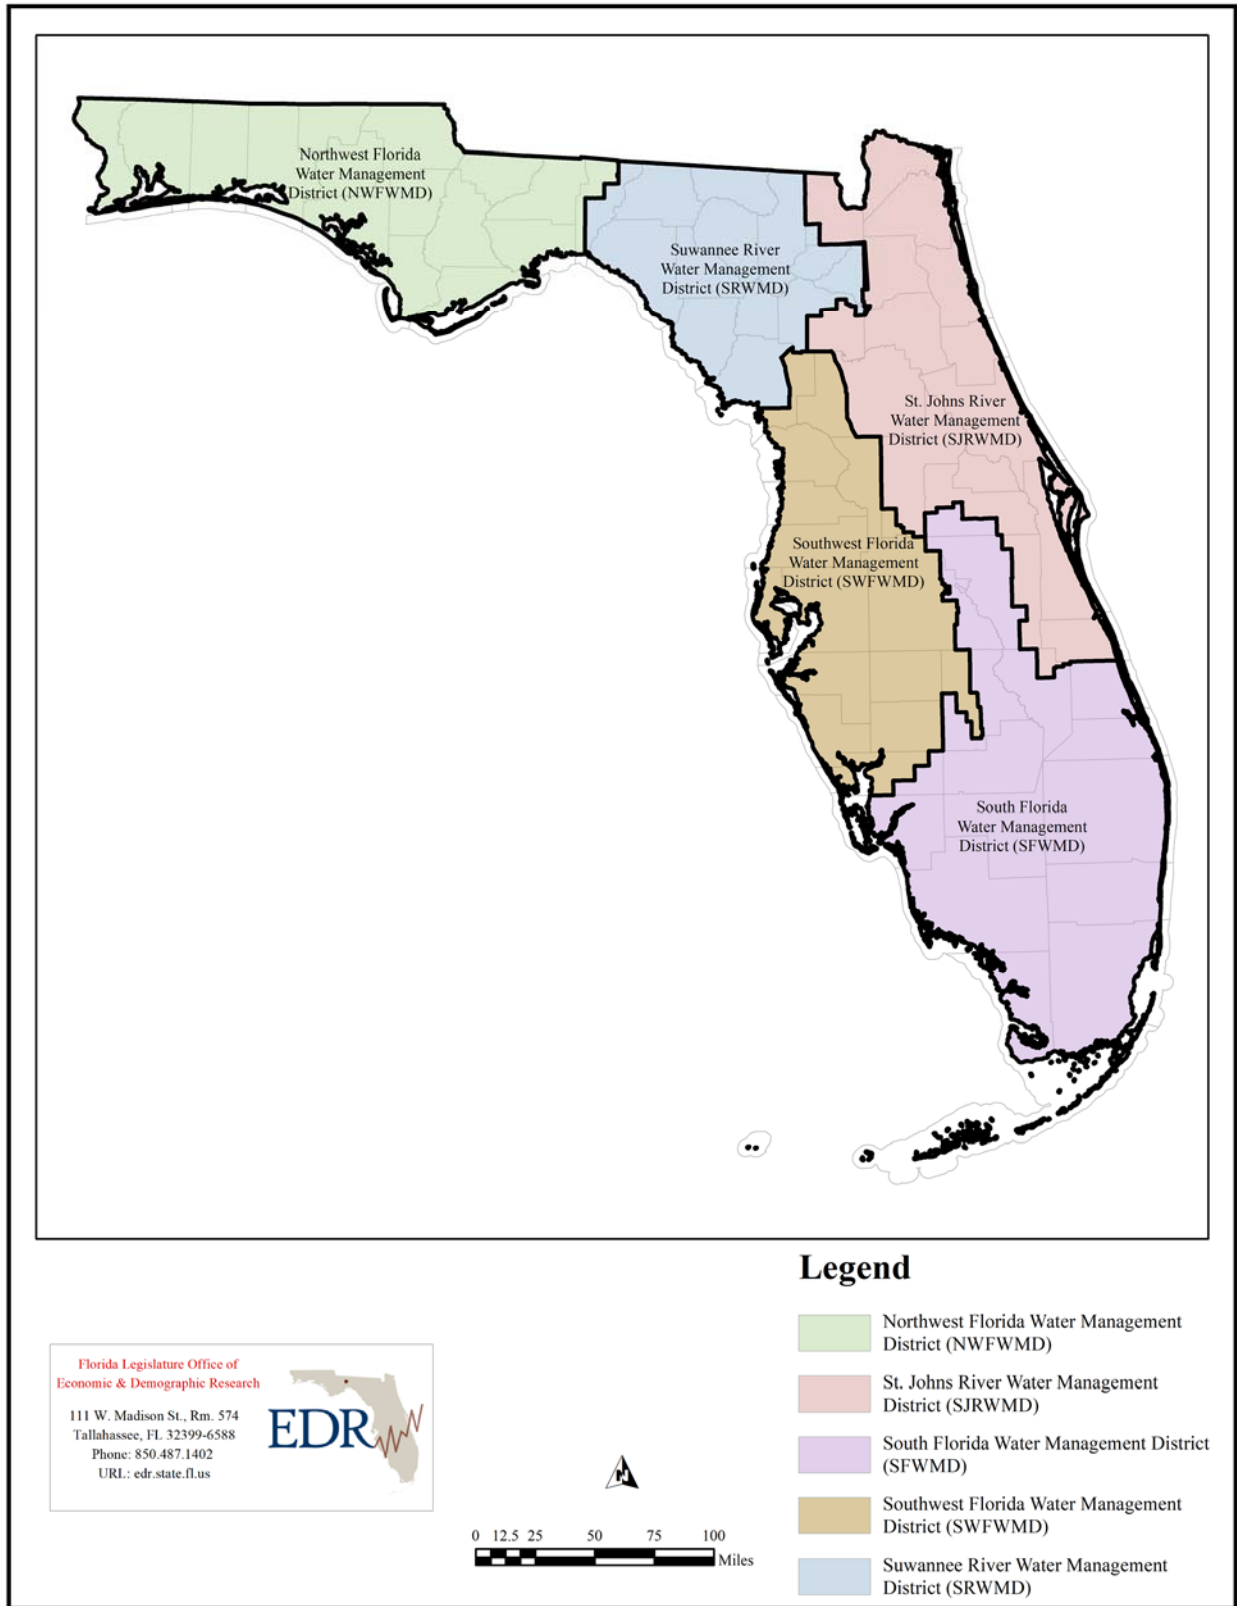 Northwest Florida
Water Management
District (NWFWMD)
Suwannee River
Water Management
District (SRWMD)
St. Johns River
Water Management
District (SJRWMD)
Southwest Florida
Water Management
District (SWFWMD)
South Florida
Water Management
District (SFWMD)
Legend
Northwest Florida Water Management
District (NWFWMD)
St. Johns River Water Management
District (SJRWMD)
South Florida Water Management District
(SFWMD)
Southwest Florida Water Management
District (SWFWMD)
Suwannee River Water Management
District (SRWMD)
Florida Legislature Office of
Economic & Demographic Research
111 W. Madison St., Rm. 574
Tallahassee, FL 32399-6588
Phone: 850.487.1402
URL: edr.state.fl.us
EDR
N
0 12.5 25 50 75 100
Miles